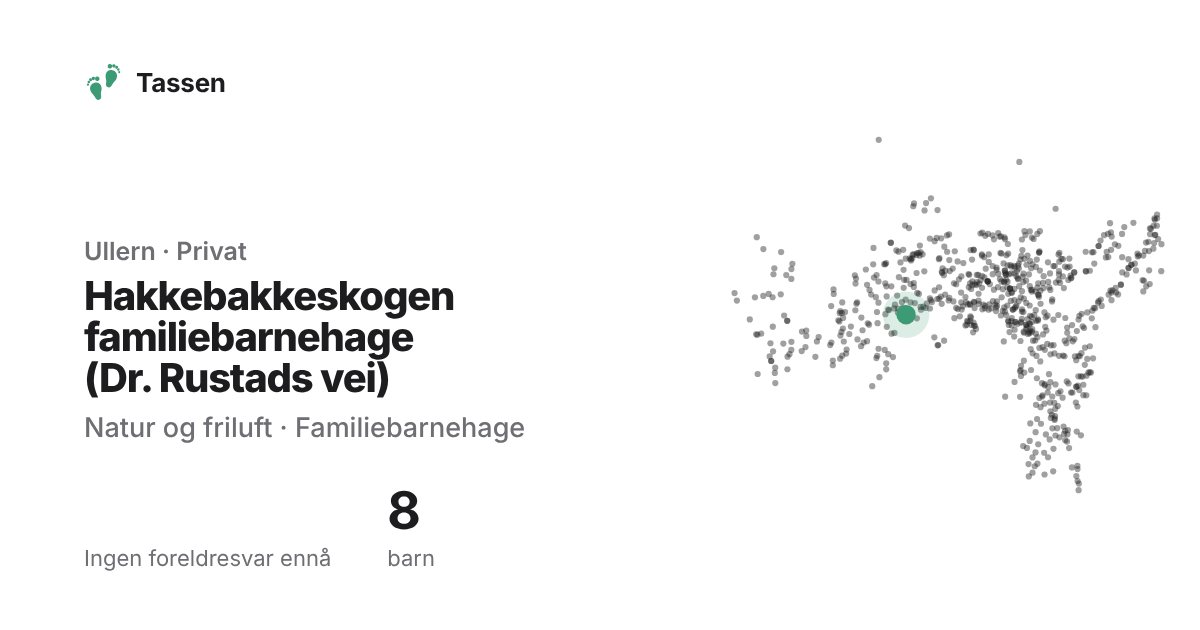 Tassen
Ullern · Privat
Hakkebakkeskogen
familiebarnehage
(Dr. Rustads vei)
Natur og friluft · Familiebarnehage
8
Ingen foreldresvar ennå
barn